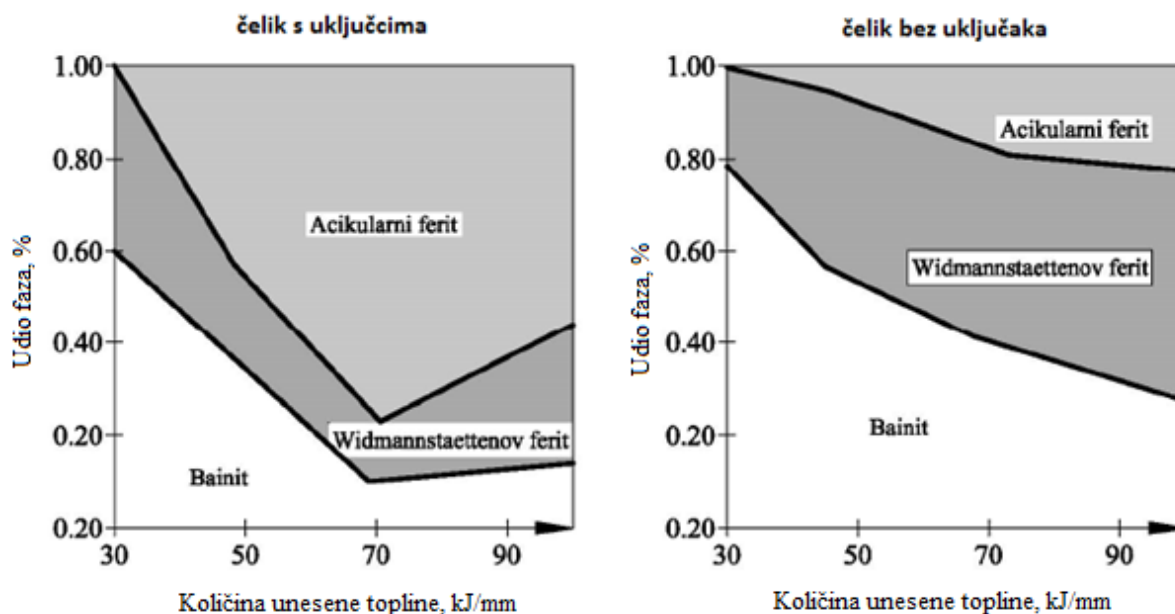 čelik s uključcima
Udio faza, %
1.00
0.80
0.60
0.40
0.20
0.20
Acikularni ferit
Widmannstaettenov ferit
Bainit
30
50
70
90
Količina unesene topline, kJ/mm
čelik bez uključaka
Udio faza, %
1.00
0.80
0.60
0.40
0.20
0.20
Acikularni ferit
Widmannstaettenov ferit
Bainit
30
50
70
90
Količina unesene topline, kJ/mm